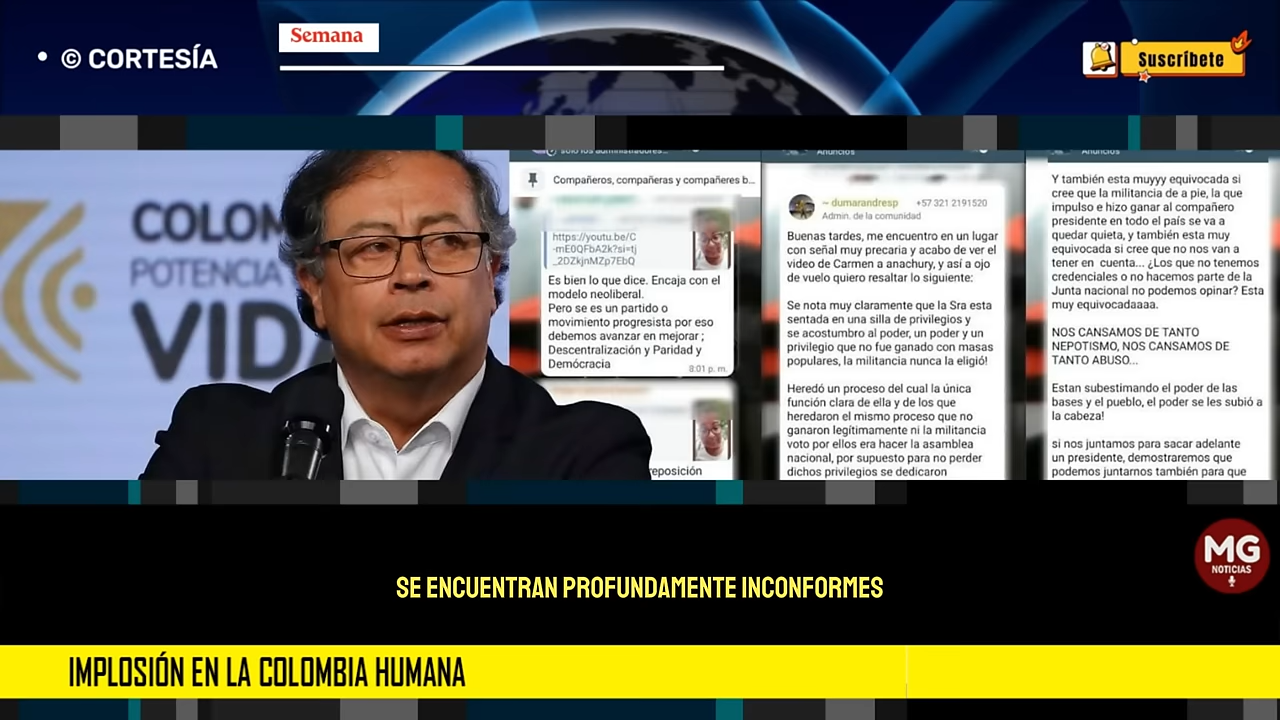 • © CORTESÍA
Semana
Suscríbete
COLOM
POTENCIA
VIDA
solo los administradores...
Compañeros, compañeras y compañeres b...
https://youtu.be/C
-mE0QFbA2k?si=tj
_2DZkjnMZp7EbQ
Es bien lo que dice. Encaja con el
modelo neoliberal.
Pero se es un partido o
movimiento progresista por eso
debemos avanzar en mejorar ;
Descentralización y Paridad y
Demócracia
8:01 p. m.
reposición
Anuncios
~ dumarandresp +57 321 2191520
Admin. de la comunidad
Buenas tardes, me encuentro en un lugar
con señal muy precaria y acabo de ver el
video de Carmen a anachury, y así a ojo
de vuelo quiero resaltar lo siguiente:
Se nota muy claramente que la Sra esta
sentada en una silla de privilegios y
se acostumbro al poder, un poder y un
privilegio que no fue ganado con masas
populares, la militancia nunca la eligió!
Heredó un proceso del cual la única
función clara de ella y de los que
heredaron el mismo proceso que no
ganaron legítimamente ni la militancia
voto por ellos era hacer la asamblea
nacional, por supuesto para no perder
dichos privilegios se dedicaron
Anuncios
Y también esta muyyy equivocada si
cree que la militancia de a pie, la que
impulso e hizo ganar al compañero
presidente en todo el país se va a
quedar quieta, y también esta muy
equivocada si cree que no nos van a
tener en cuenta... ¿Los que no tenemos
credenciales o no hacemos parte de la
Junta nacional no podemos opinar? Esta
muy equivocadaaaa.
NOS CANSAMOS DE TANTO
NEPOTISMO, NOS CANSAMOS DE
TANTO ABUSO...
Estan subestimando el poder de las
bases y el pueblo, el poder se les subió a
la cabeza!
si nos juntamos para sacar adelante
un presidente, demostraremos que
podemos juntarnos también para que
MG
NOTICIAS
SE ENCUENTRAN PROFUNDAMENTE INCONFORMES
IMPLOSIÓN EN LA COLOMBIA HUMANA